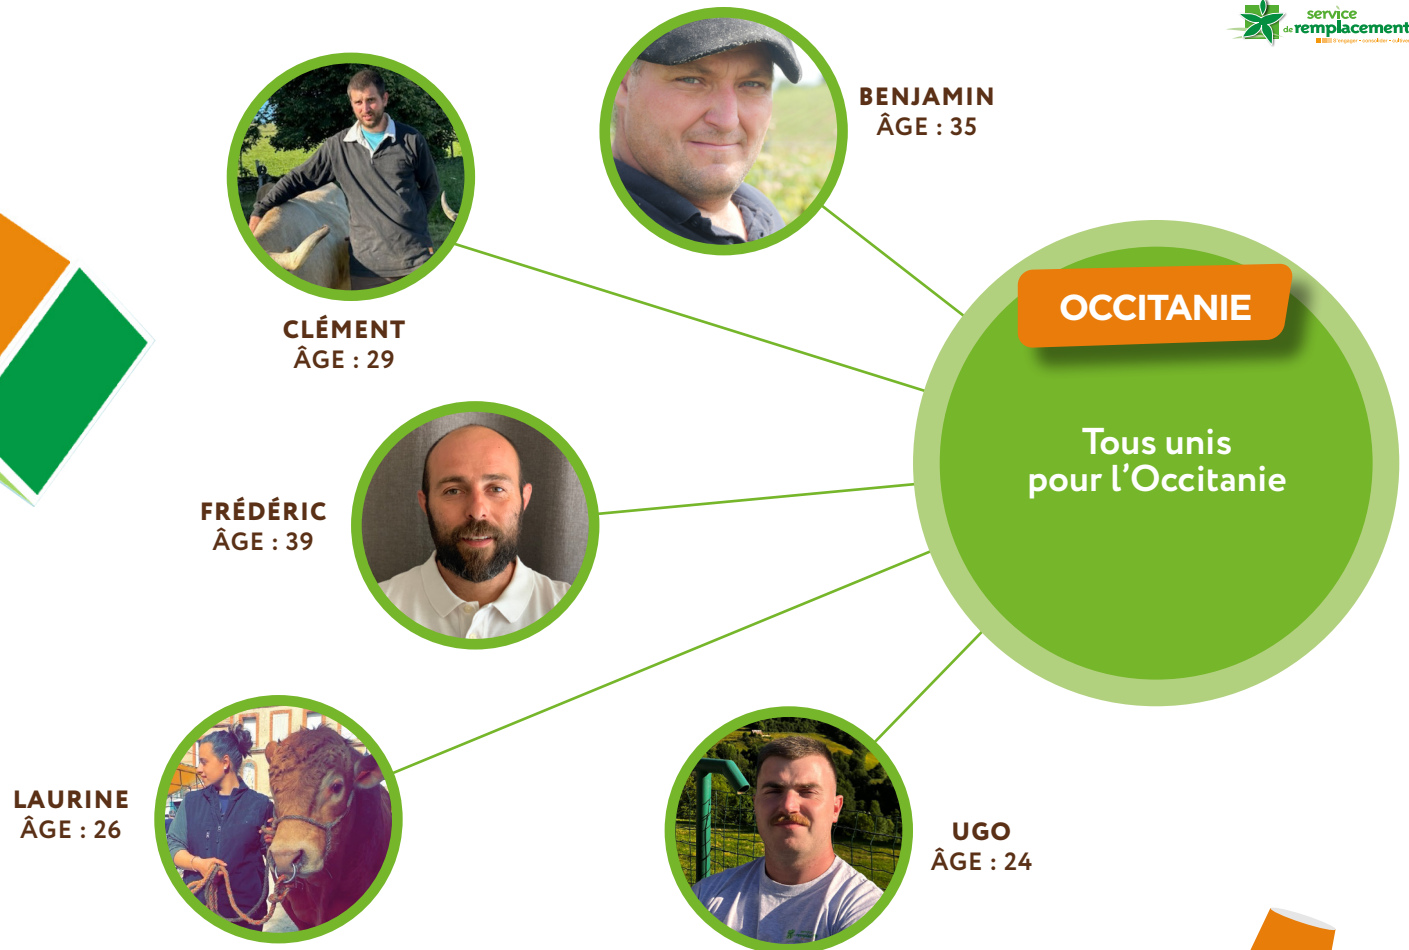 service
de remplacement
BENJAMIN
ÂGE : 35
CLÉMENT
ÂGE : 29
OCCITANIE
Tous unis
pour l’Occitanie
FRÉDÉRIC
ÂGE : 39
LAURINE
ÂGE : 26
UGO
ÂGE : 24